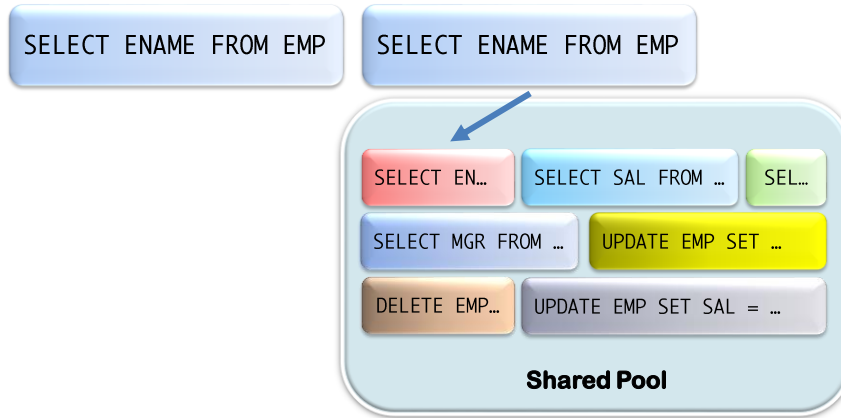 SELECT ENAME FROM EMP
SELECT ENAME FROM EMP
SELECT EN…
SELECT SAL FROM …
SEL…
SELECT MGR FROM …
UPDATE EMP SET …
DELETE EMP…
UPDATE EMP SET SAL = …
Shared Pool